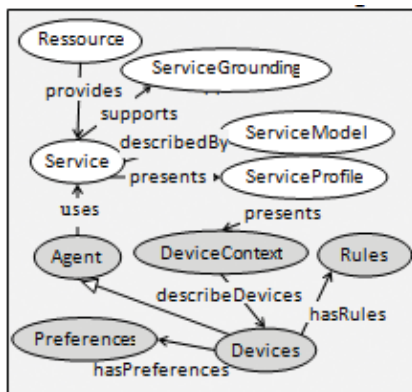 Ressource
ServiceGrounding
provides
supports
describedBy
ServiceModel
Service
presents
ServiceProfile
uses
presents
Agent
DeviceContext
Rules
describeDevices
hasRules
Preferences
Devices
hasPreferences